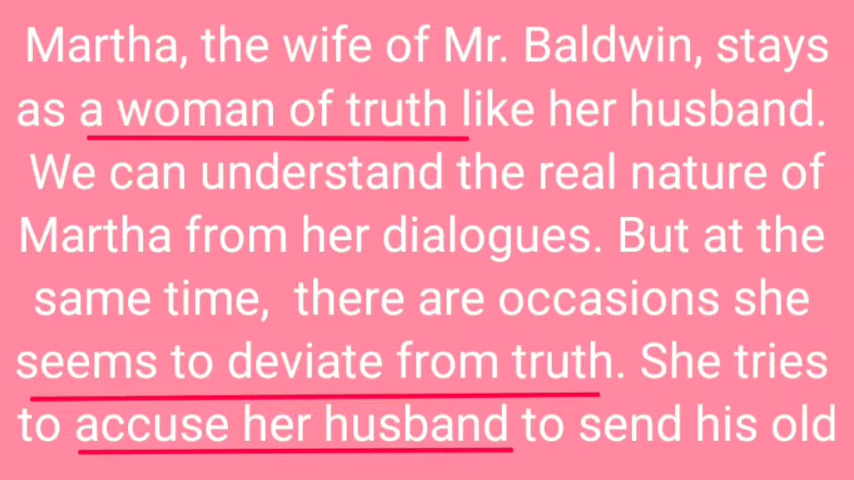 Martha, the wife of Mr. Baldwin, stays
as a woman of truth like her husband.
We can understand the real nature of
Martha from her dialogues. But at the
same time, there are occasions she
seems to deviate from truth. She tries
to accuse her husband to send his old